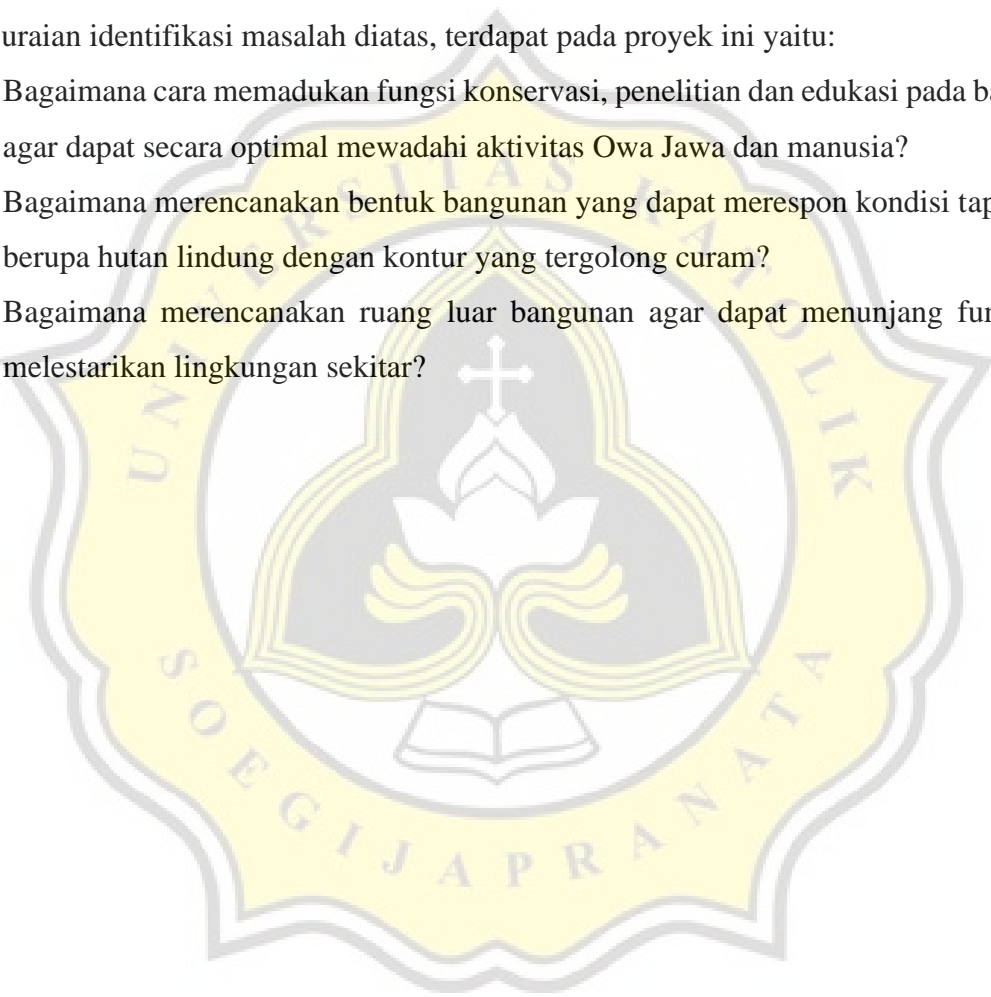 uraian identifikasi masalah diatas, terdapat pada proyek ini yaitu:
Bagaimana cara memadukan fungsi konservasi, penelitian dan edukasi pada
agar dapat secara optimal mewadahi aktivitas Owa Jawa dan manusia?
Bagaimana merencanakan bentuk bangunan yang dapat merespon kondisi
berupa hutan lindung dengan kontur yang tergolong curam?
Bagaimana merencanakan ruang luar bangunan agar dapat menunjang
melestarikan lingkungan sekitar?
UNIVERSITAS KATOLIK
SOEGIJAPRANATA